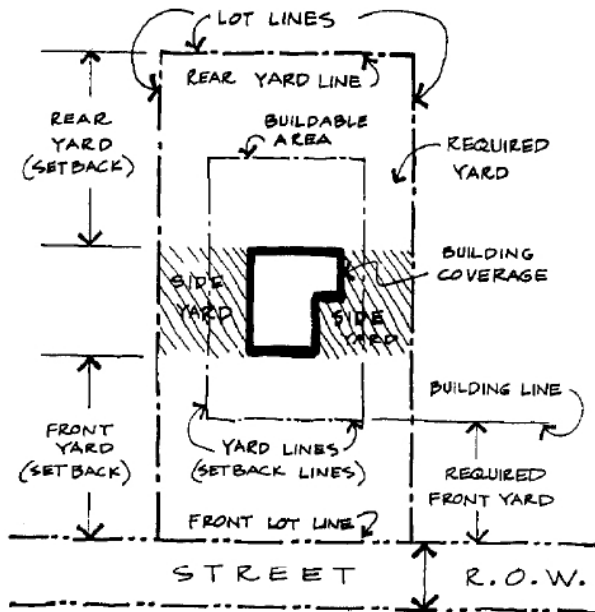 LOT LINES
REAR YARD LINE
BUILDABLE
AREA
REAR
YARD
(SETBACK)
REQUIRED
YARD
SIDE
YARD
SIDE
YARD
BUILDING
COVERAGE
BUILDING LINE
FRONT
YARD
(SETBACK)
YARD LINES
(SETBACK LINES)
REQUIRED
FRONT YARD
FRONT LOT LINE
STREET
R.O.W.